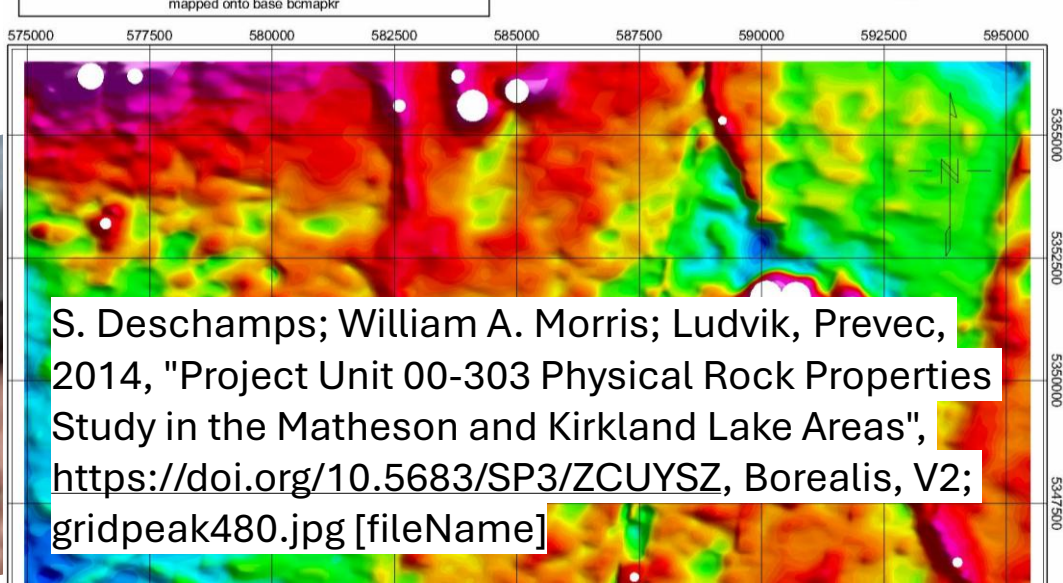 mapped onto base bcmapkr
575000 577500 580000 582500 585000 587500 590000 592500 595000
5355000
N
5352500
S. Deschamps; William A. Morris; Ludvik, Prevec,
2014, "Project Unit 00-303 Physical Rock Properties
5350000
Study in the Matheson and Kirkland Lake Areas",
https://doi.org/10.5683/SP3/ZCUYSZ, Borealis, V2;
5347500
gridpeak480.jpg [fileName]